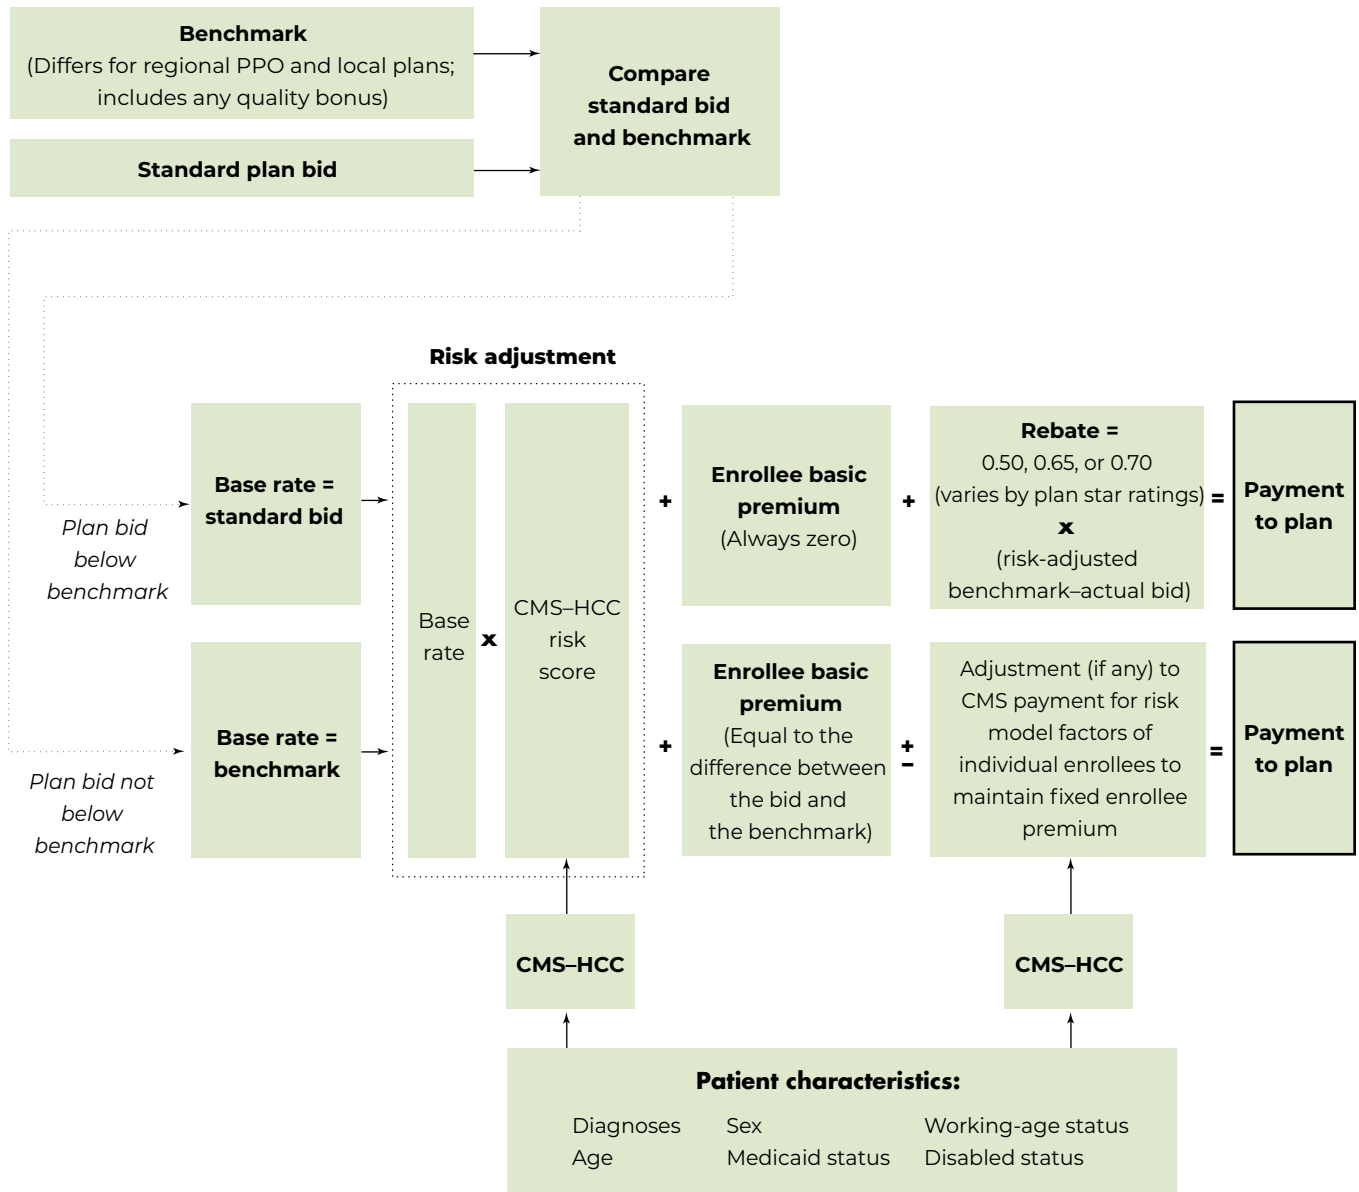 Benchmark
(Differs for regional PPO and local plans;
includes any quality bonus)
Standard plan bid
Compare
standard bid
and benchmark
Risk adjustment
Plan bid
below
benchmark
Base rate =
standard bid
Plan bid not
below
benchmark
Base rate =
benchmark
Base
rate
x
CMS–HCC
risk
score
+
Enrollee basic
premium
(Always zero)
+
Rebate =
0.50, 0.65, or 0.70
(varies by plan star ratings)
x
(risk-adjusted
benchmark–actual bid)
=
Payment
to plan
+
Enrollee basic
premium
(Equal to the
difference between
the bid and
the benchmark)
+
–
Adjustment (if any) to
CMS payment for risk
model factors of
individual enrollees to
maintain fixed enrollee
premium
=
Payment
to plan
CMS–HCC
CMS–HCC
Patient characteristics:
Diagnoses Sex Working-age status
Age Medicaid status Disabled status